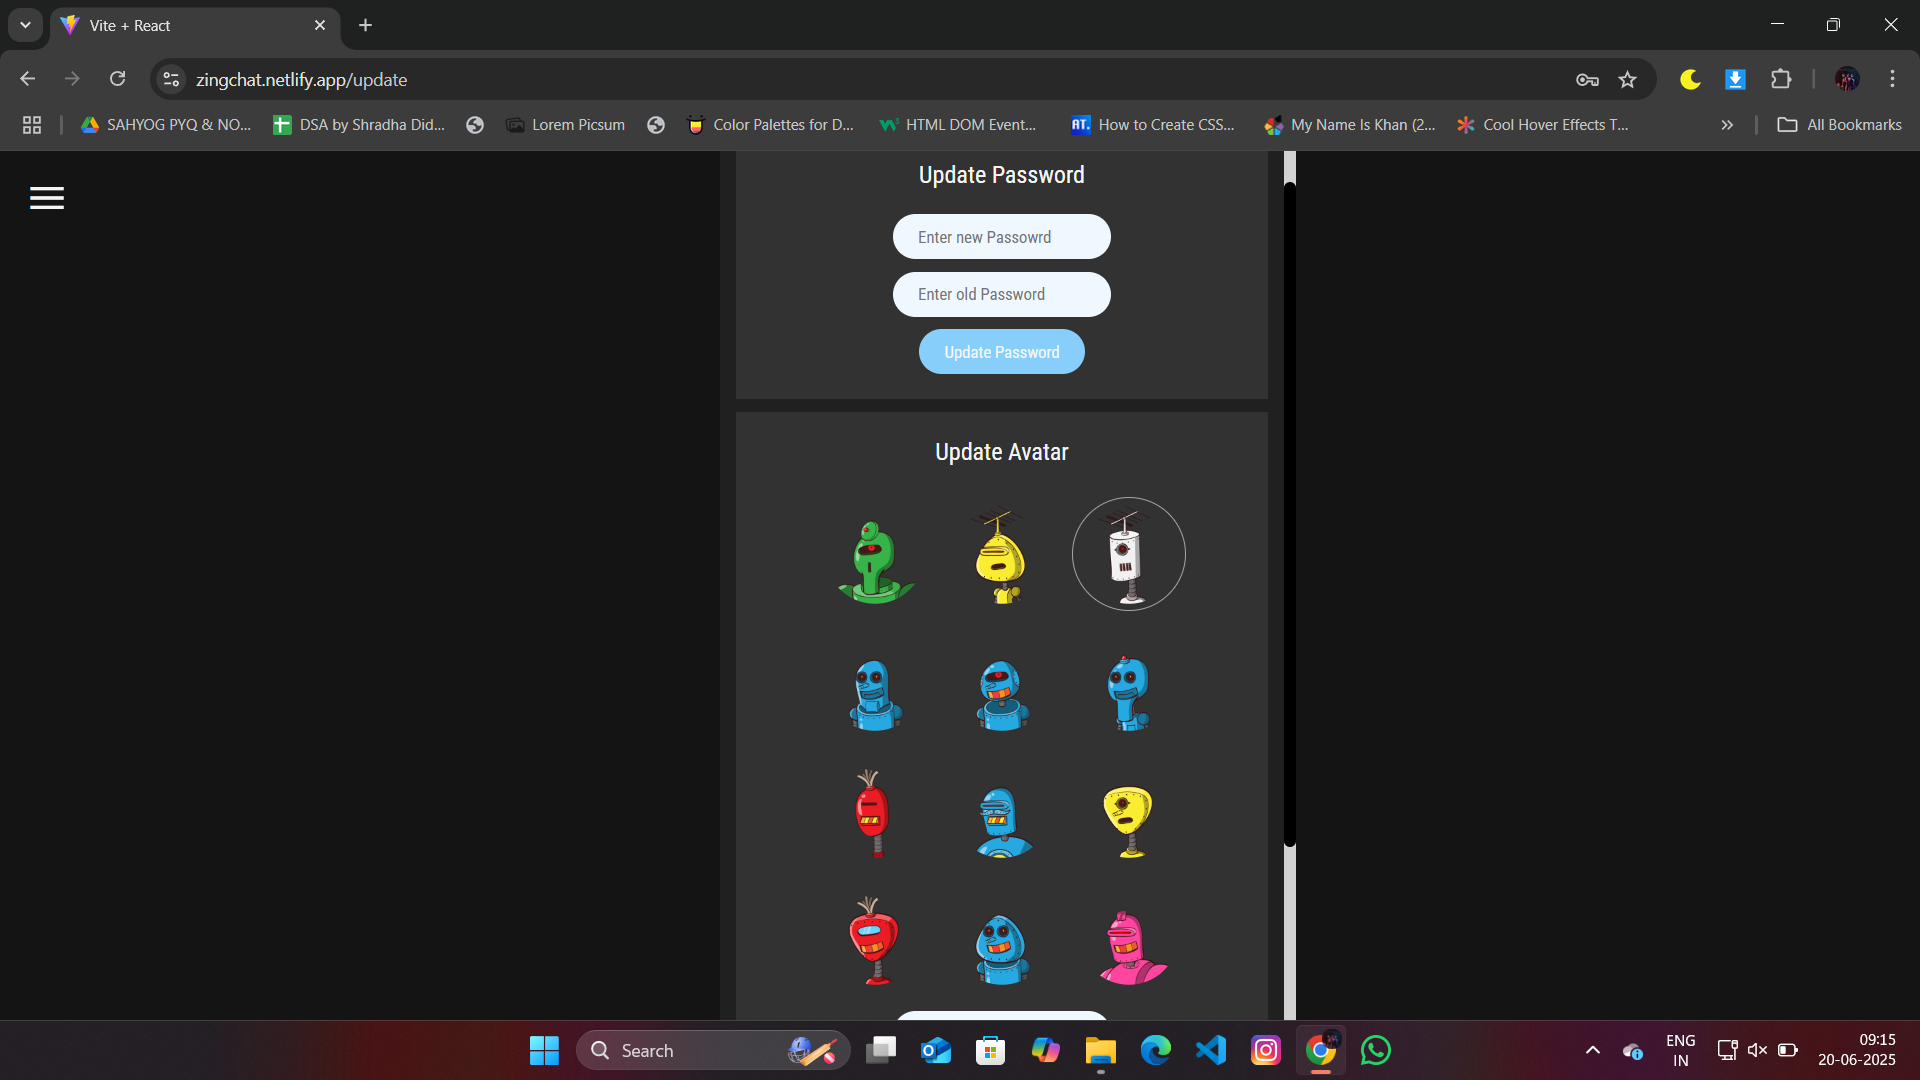 Vite + React
zingchat.netlify.app/update
SAHYOG PYQ & NO...
DSA by Shradha Did...
Lorem Picsum
Color Palettes for D...
HTML DOM Event...
AT.
How to Create CSS...
My Name Is Khan (2...
Cool Hover Effects T...
All Bookmarks
Update Password
Enter new Passowrd
Enter old Password
Update Password
Update Avatar
Search
ENG
IN
09:15
20-06-2025